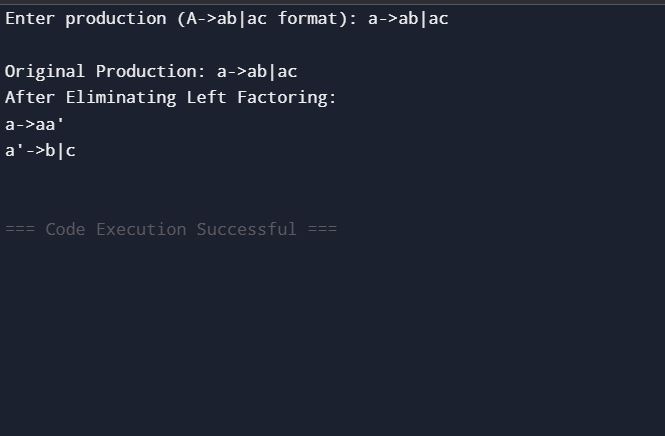 Enter production (A->ab|ac format): a->ab|ac
Original Production: a->ab|ac
After Eliminating Left Factoring:
a->aa'
a'->b|c
=== Code Execution Successful ===